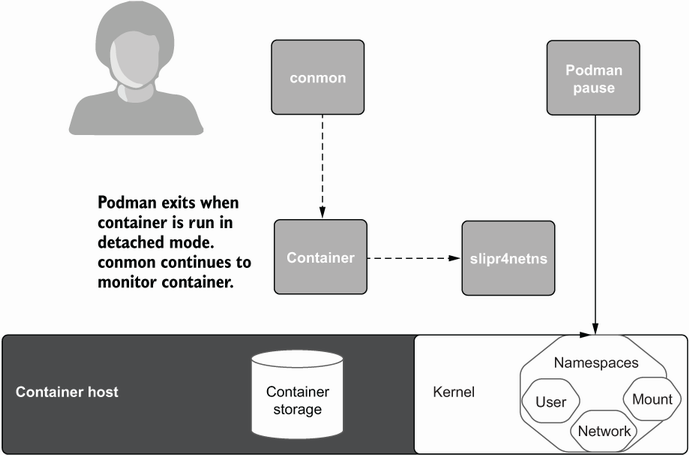 conmon
Podman
pause
Podman exits when
container is run in
detached mode.
conmon continues to
monitor container.
Container
slipr4netns
Container host
Container
storage
Kernel
Namespaces
User
Mount
Network